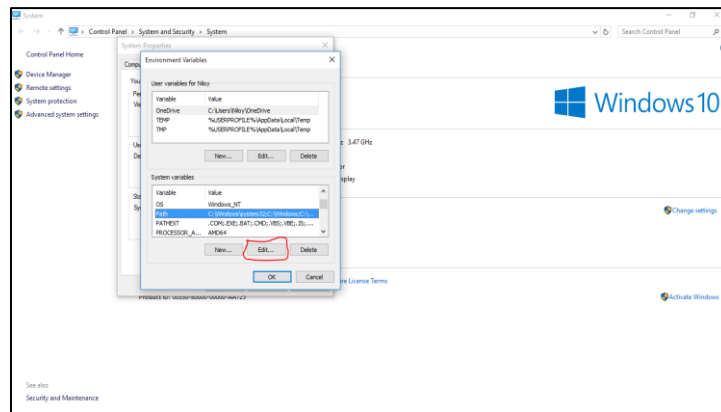 System
Control Panel › System and Security › System
Search Control Panel
Control Panel Home
Device Manager
Remote settings
System protection
Advanced system settings
System Properties
Environment Variables
User variables for Niloy
Variable Value
OneDrive C:\Users\Niloy\OneDrive
TEMP %USERPROFILE%\AppData\Local\Temp
TMP %USERPROFILE%\AppData\Local\Temp
New... Edit... Delete
System variables
Variable Value
OS Windows_NT
Path C:\Windows\system32;C:\Windows;C:\...
PATHEXT .COM;.EXE;.BAT;.CMD;.VBS;.VBE;.JS;....
PROCESSOR_A... AMD64
New... Edit... Delete
OK Cancel
Windows 10
3.47 GHz
Change settings
License Terms
Activate Windows
See also
Security and Maintenance